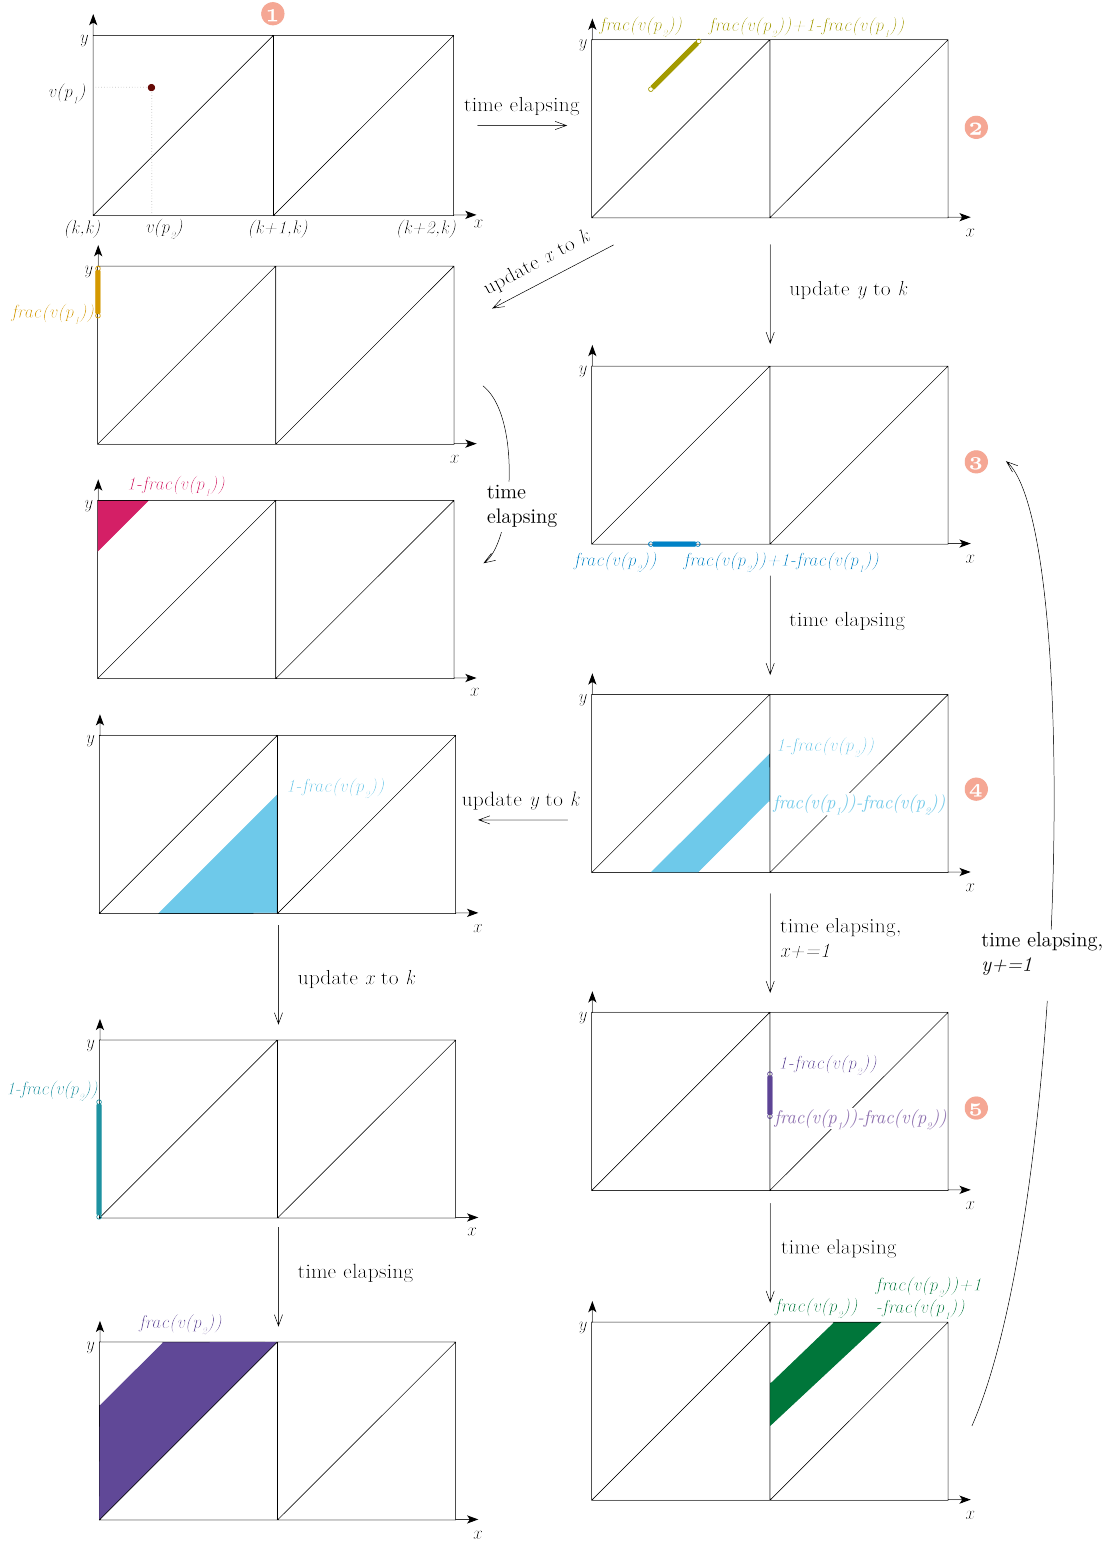 1
y
v(p1)
(k,k)
v(p2)
(k+1,k)
(k+2,k)
x
time elapsing
frac(v(p2))
frac(v(p2))+1-frac(v(p1))
y
2
x
update x to k
update y to k
y
frac(v(p1))
x
time
elapsing
y
3
frac(v(p2))
frac(v(p2))+1-frac(v(p1))
x
1-frac(v(p1))
y
x
time elapsing
y
1-frac(v(p2))
frac(v(p1))-frac(v(p2))
4
x
update y to k
y
1-frac(v(p2))
x
time elapsing,
x+=1
time elapsing,
y+=1
update x to k
y
1-frac(v(p2))
x
y
1-frac(v(p2))
frac(v(p1))-frac(v(p2))
5
x
time elapsing
time elapsing
frac(v(p2))
y
x
frac(v(p2))
frac(v(p2))+1
-frac(v(p1))
y
x